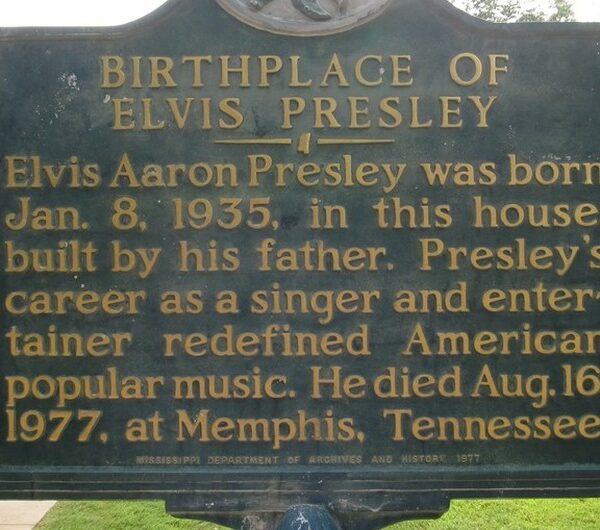 BIRTHPLACE OF
ELVIS PRESLEY
Elvis Aaron Presley was born
Jan. 8, 1935, in this house
built by his father. Presley's
career as a singer and enter-
tainer redefined American
popular music. He died Aug. 16
1977, at Memphis, Tennessee
MISSISSIPPI DEPARTMENT OF ARCHIVES AND HISTORY 1977